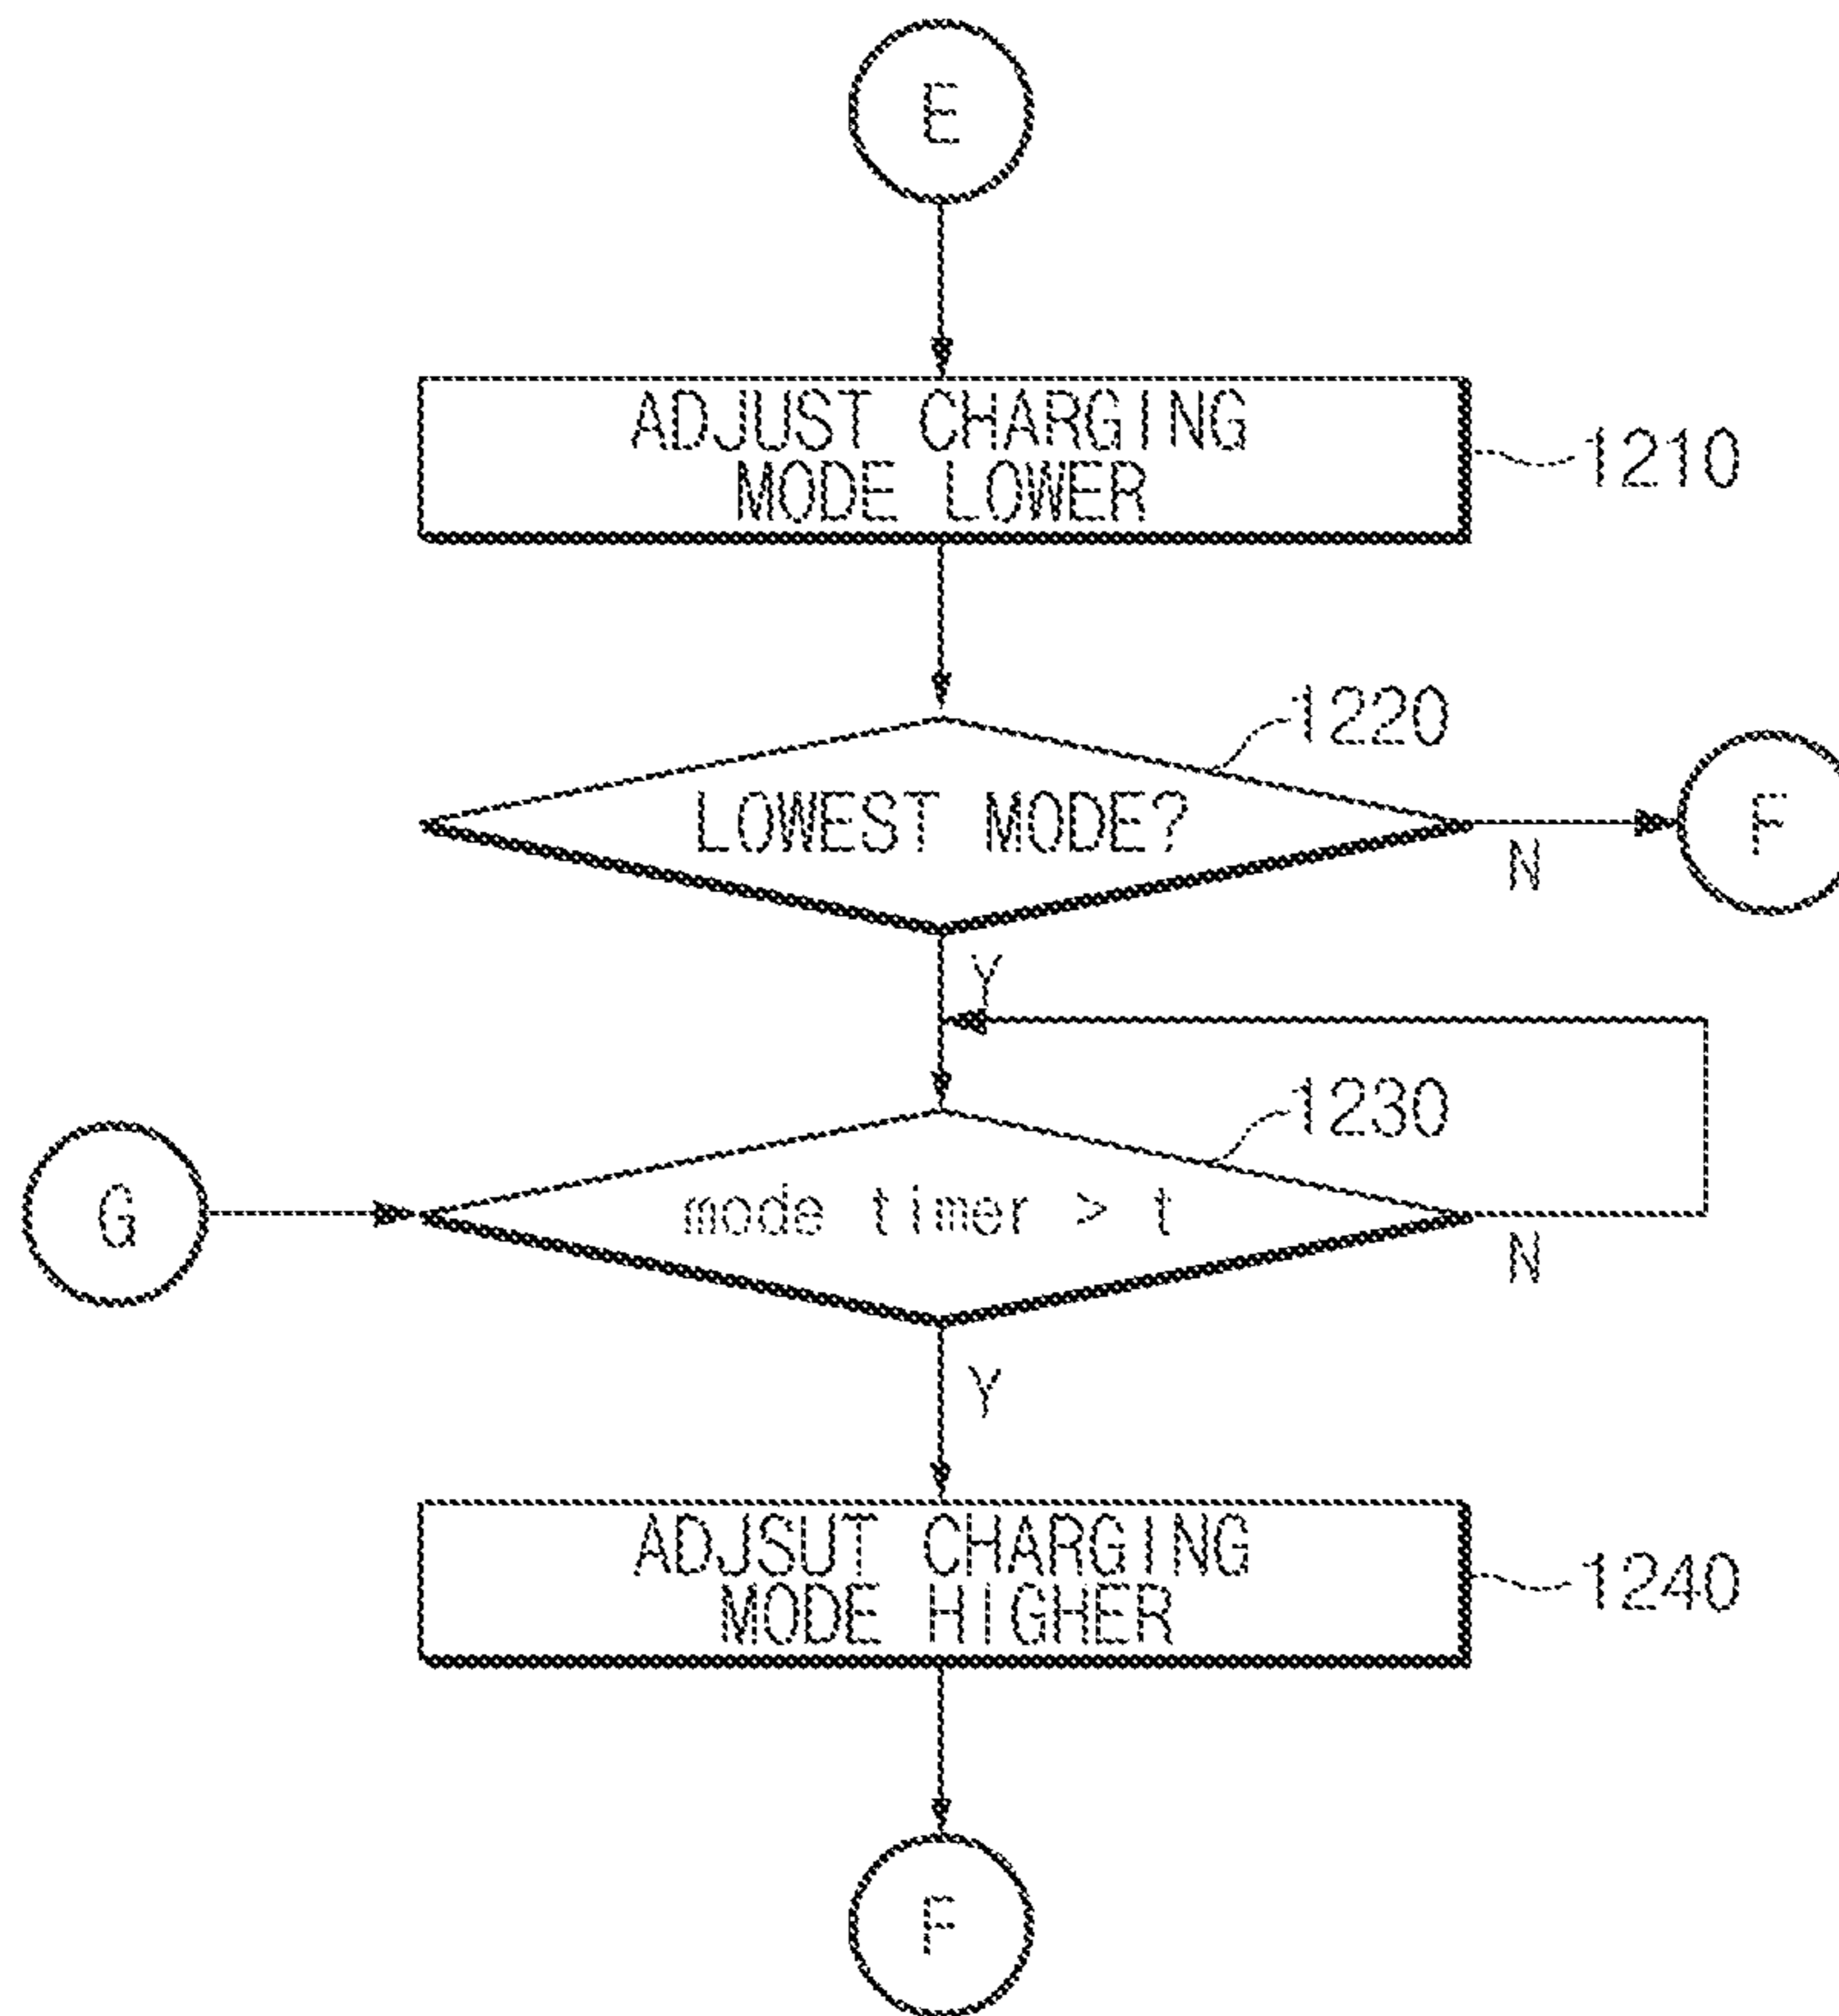 E
ADJUST CHARGING
MODE LOWER
1210
1220
LOWEST MODE?
N
F
Y
1230
G
mode timer > t
N
Y
ADJSUT CHARGING
MODE HIGHER
1240
F